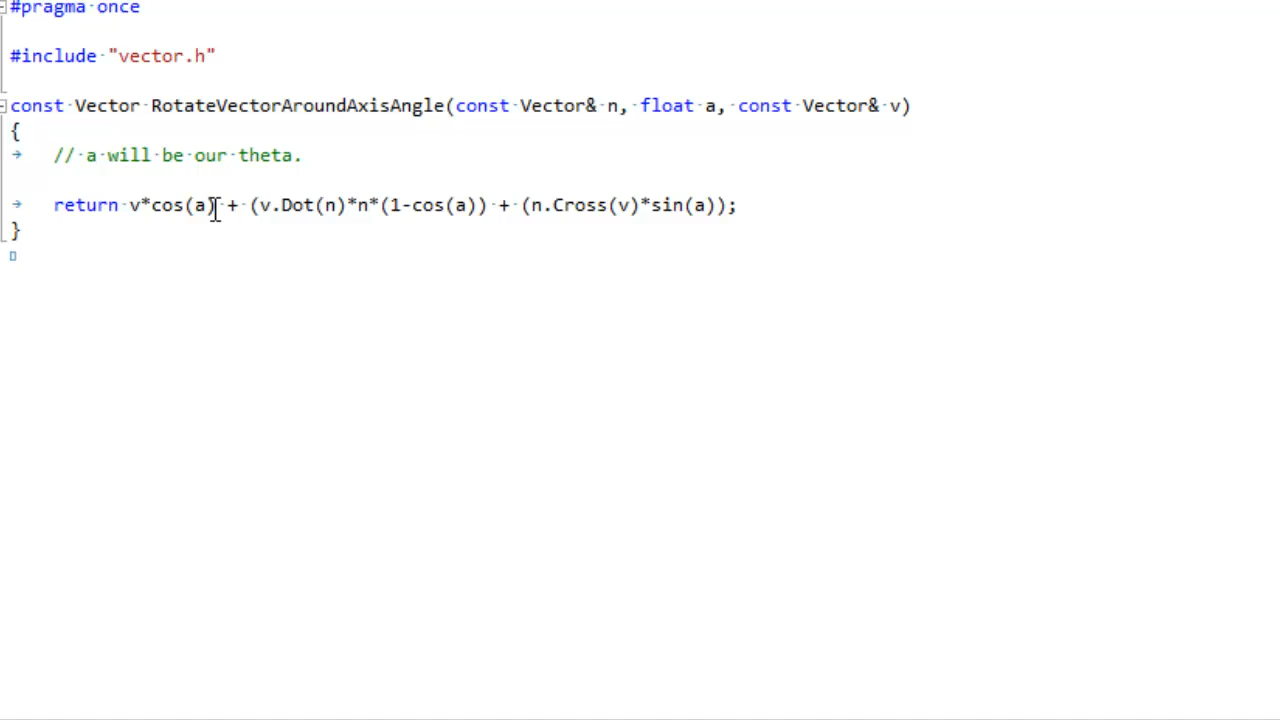 #pragma once
#include "vector.h"
const Vector RotateVectorAroundAxisAngle(const Vector& n, float a, const Vector& v)
{
// a will be our theta.
return v*cos(a) + (v.Dot(n)*n*(1-cos(a)) + (n.Cross(v)*sin(a));
}